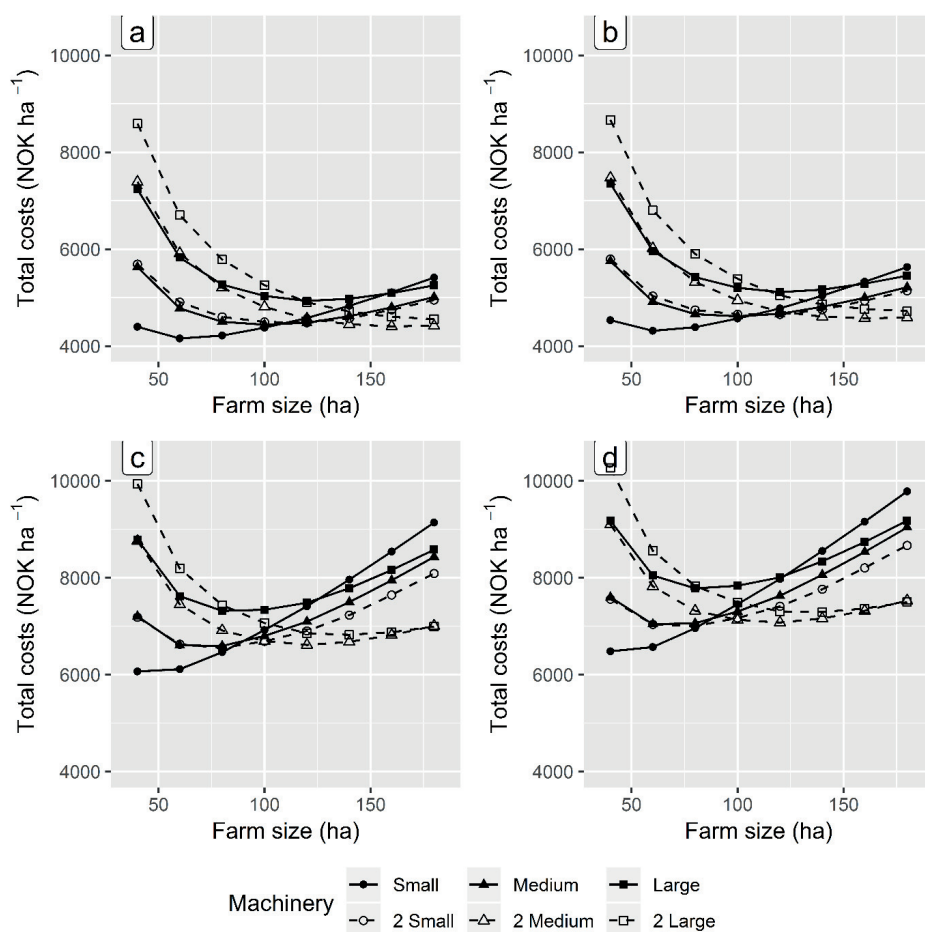 a
b
Total costs (NOK ha ⁻¹)
10000
8000
6000
4000
50
100
150
Farm size (ha)
Total costs (NOK ha ⁻¹)
10000
8000
6000
4000
50
100
150
Farm size (ha)
c
d
Total costs (NOK ha ⁻¹)
10000
8000
6000
4000
50
100
150
Farm size (ha)
Total costs (NOK ha ⁻¹)
10000
8000
6000
4000
50
100
150
Farm size (ha)
Machinery
Small
Medium
Large
2 Small
2 Medium
2 Large